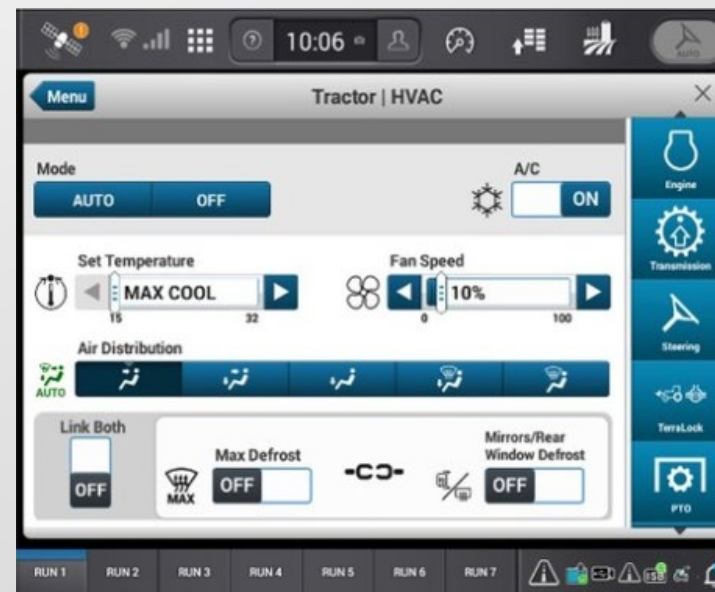 10:06
AUTO
Menu
Tractor | HVAC
Mode
A/C
AUTO
OFF
ON
Engine
Set Temperature
Fan Speed
MAX COOL
10%
15
32
0
100
Transmission
Air Distribution
AUTO
Steering
Link Both
OFF
MAX
Max Defrost
OFF
Mirrors/Rear
Window Defrost
OFF
TerraLock
PTO
RUN 1
RUN 2
RUN 3
RUN 4
RUN 5
RUN 6
RUN 7
ISB